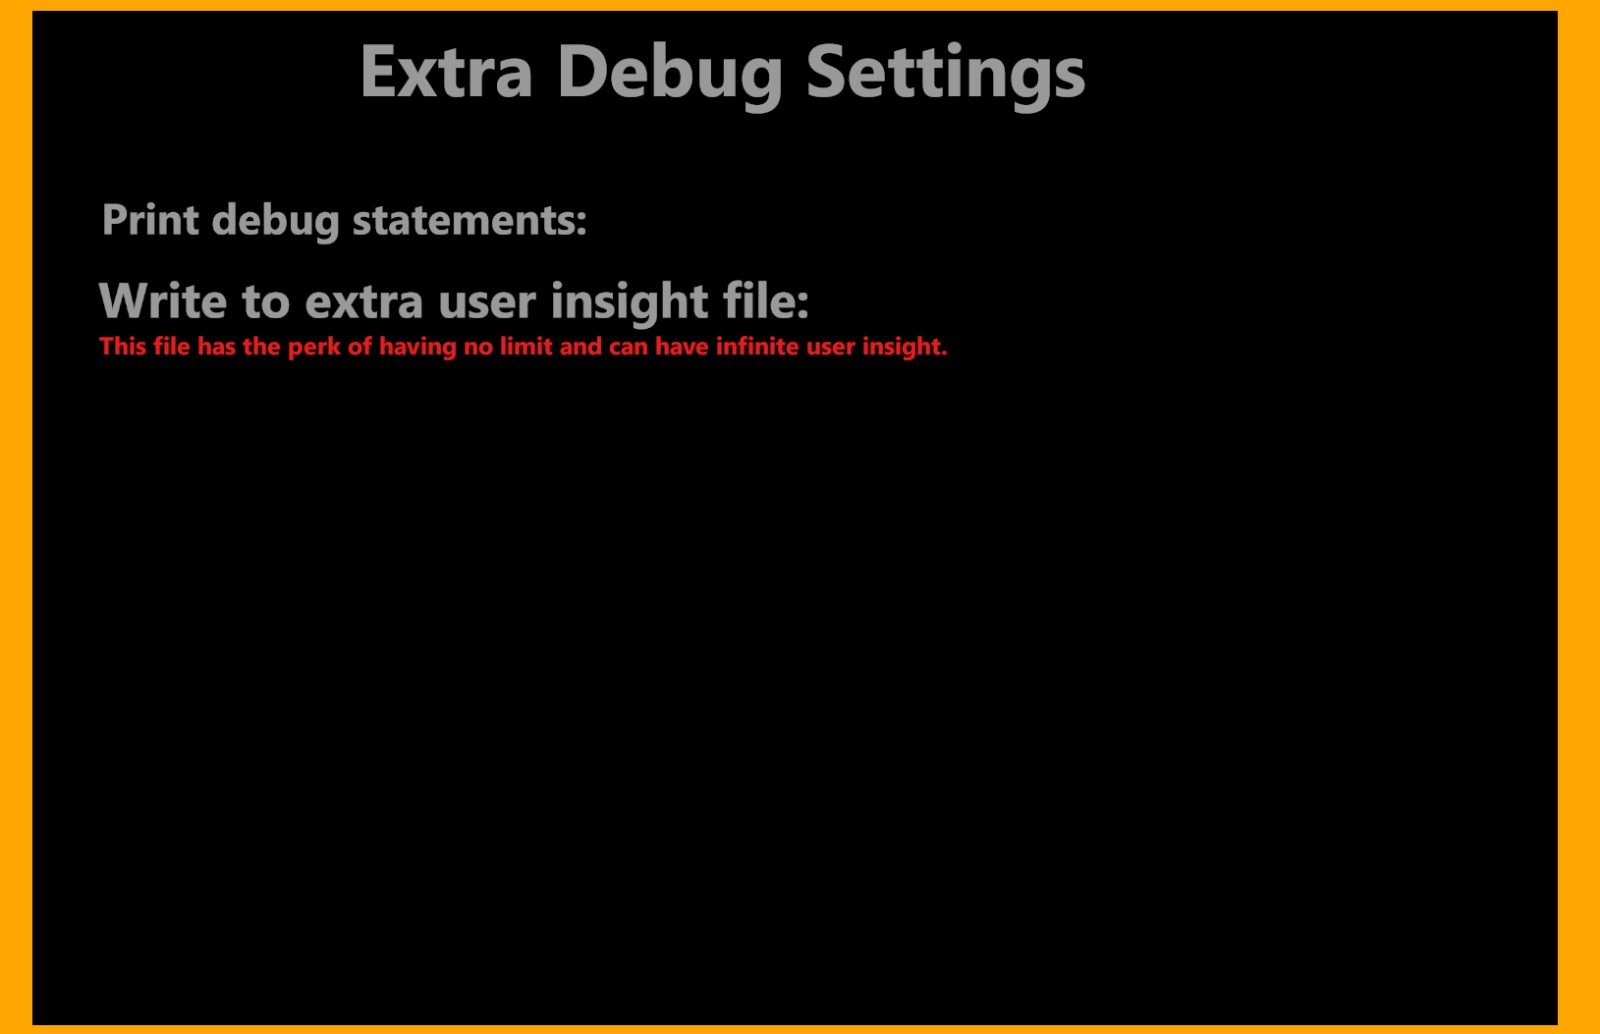 Extra Debug Settings
Print debug statements:
Write to extra user insight file:
This file has the perk of having no limit and can have infinite user insight.